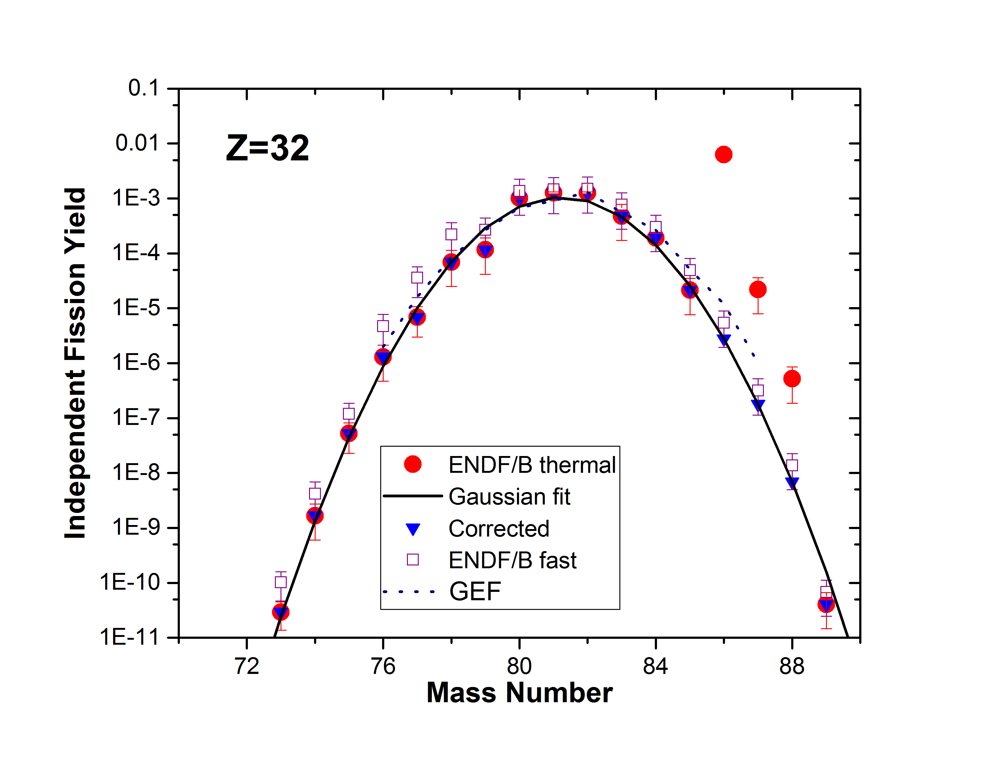 0.1
0.01
1E-3
1E-4
1E-5
1E-6
1E-7
1E-8
1E-9
1E-10
1E-11
Independent Fission Yield
Z=32
ENDF/B thermal
Gaussian fit
Corrected
ENDF/B fast
GEF
72 76 80 84 88
Mass Number